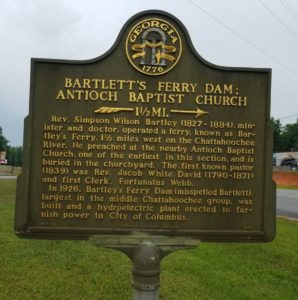 GEORGIA
1776
BARTLETT'S FERRY DAM;
ANTIOCH BAPTIST CHURCH
1½ MI.
Rev. Simpson Wilson Bartley (1827-1884), min-
ister and doctor, operated a ferry, known as Bar-
tley's Ferry, 1½ miles west on the Chattahoochee
River. He preached at the nearby Antioch Baptist
Church, one of the earliest in this section, and is
buried in the churchyard. The first known pastor
(1839) was Rev. Jacob White David (1790-1871)
and first Clerk, Fortunatus Webb.
In 1926, Bartley's Ferry Dam (misspelled Bartlett),
largest in the middle Chattahoochee group, was
built and a hydroelectric plant erected to fur-
nish power to City of Columbus.